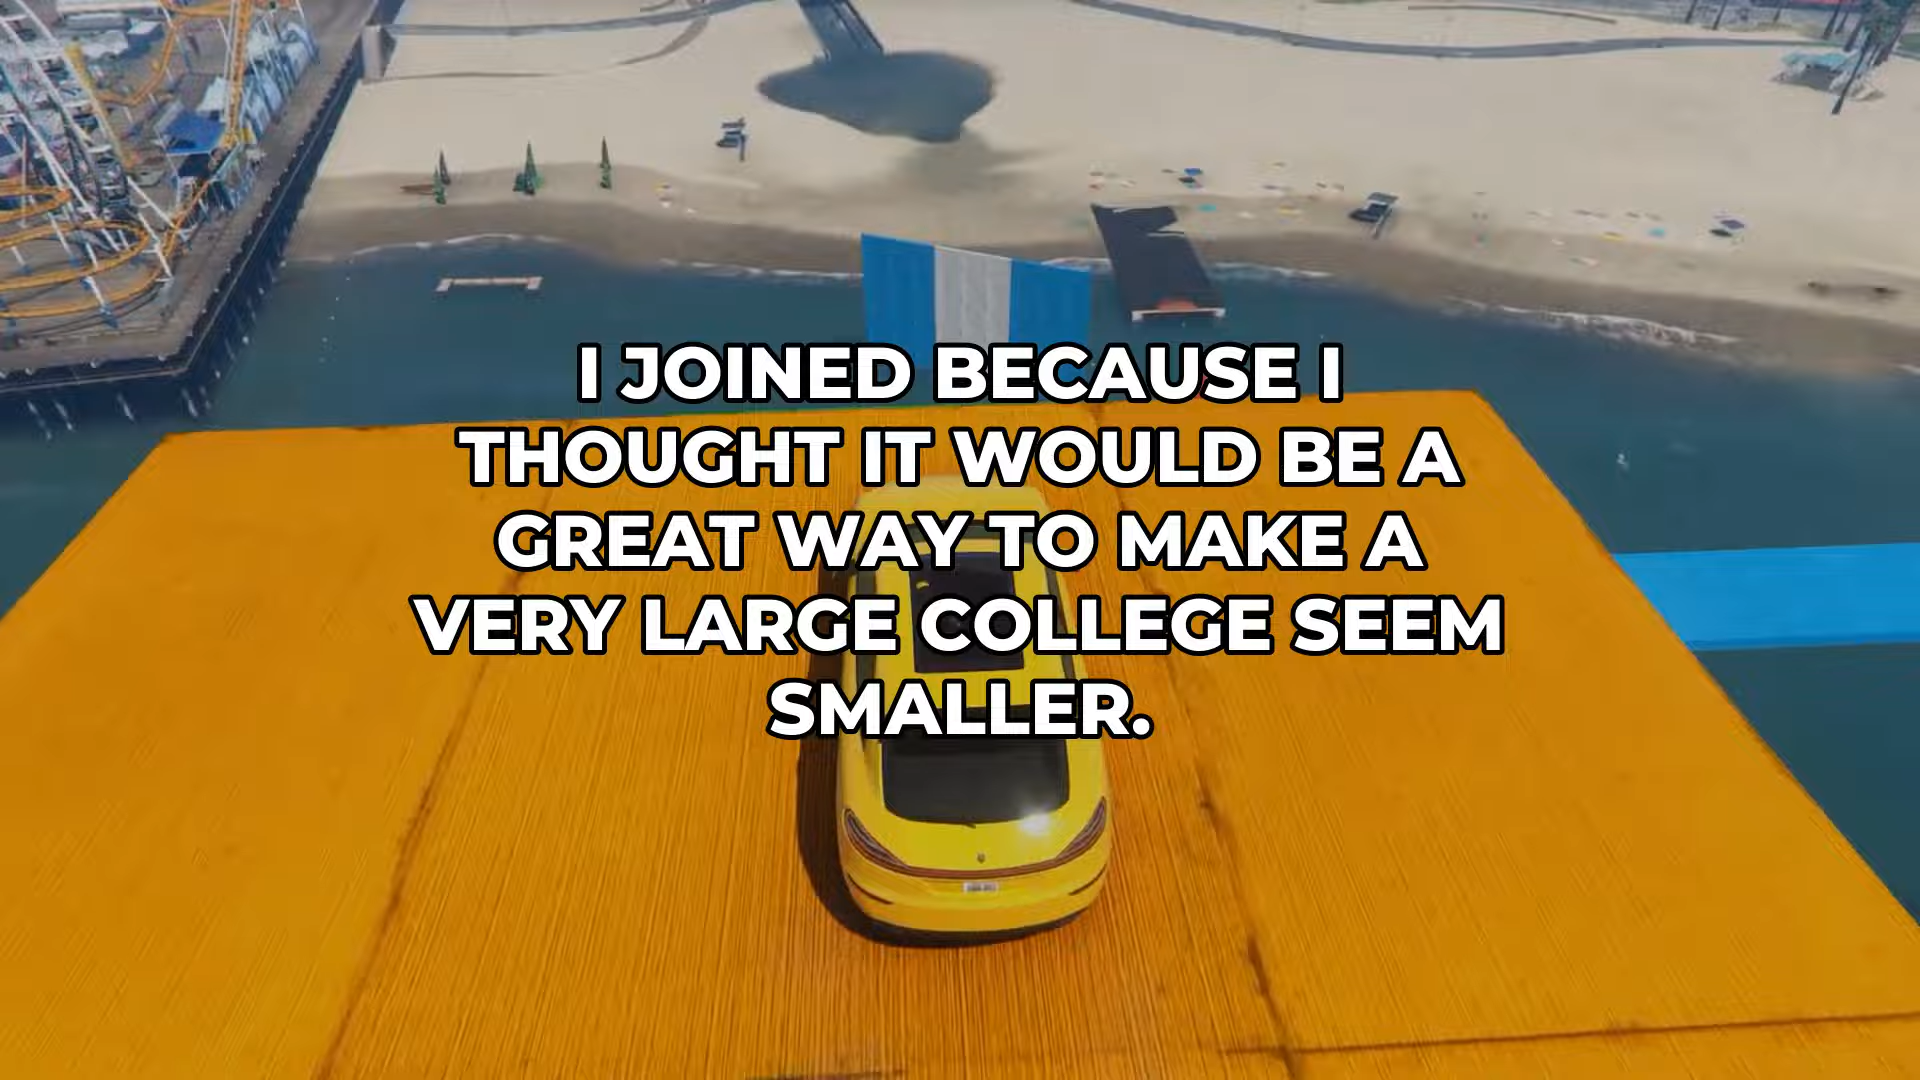 I JOINED BECAUSE I
THOUGHT IT WOULD BE A
GREAT WAY TO MAKE A
VERY LARGE COLLEGE SEEM
SMALLER.